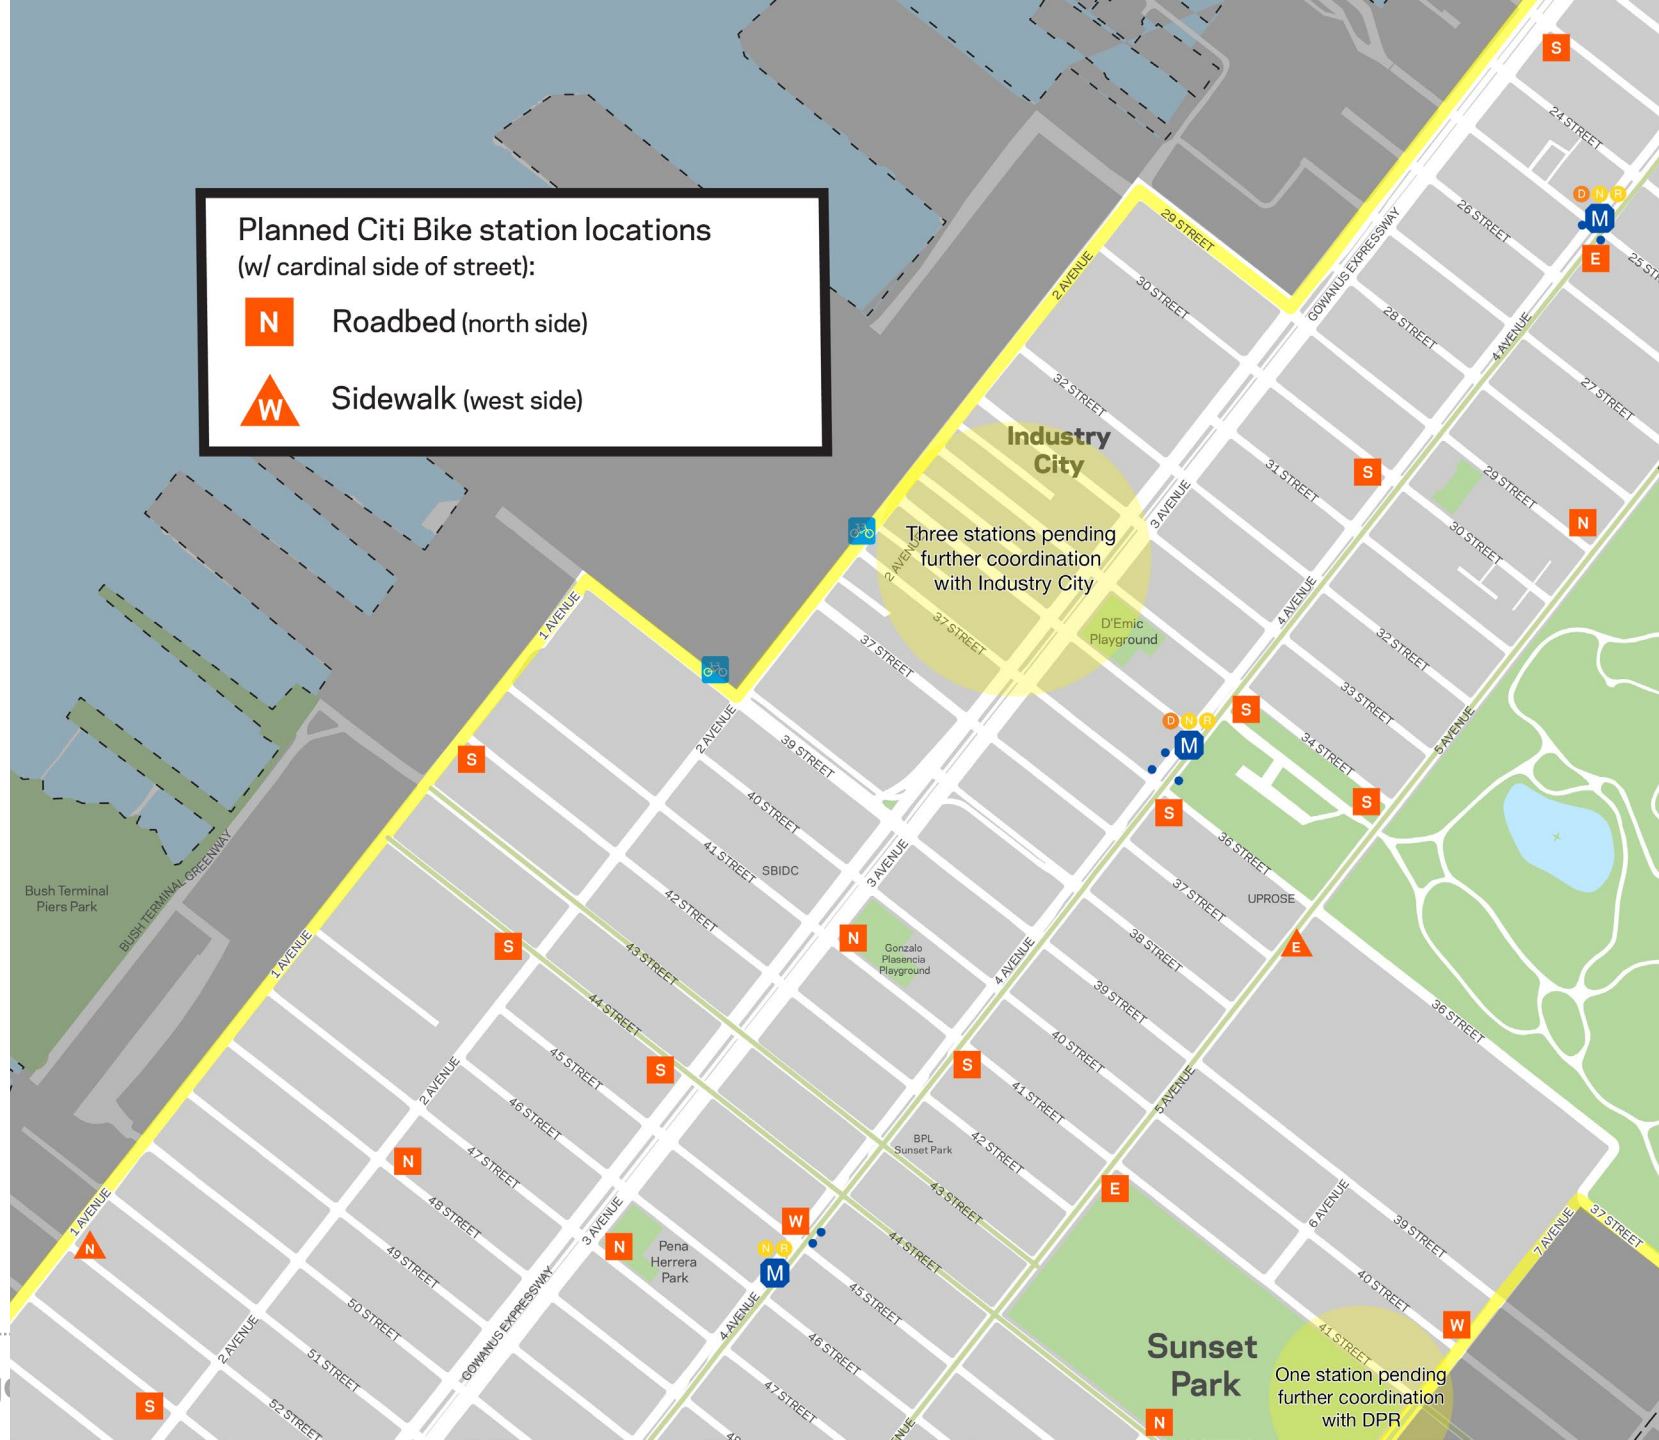 Planned Citi Bike station locations
(w/ cardinal side of street):
N
Roadbed (north side)
W
Sidewalk (west side)
S
24 STREET
D N R
M
E
25 STR
26 STREET
29 STREET
2 AVENUE
GOWANUS EXPRESSWAY
30 STREET
28 STREET
4 AVENUE
27 STREET
32 STREET
Industry
City
31 STREET
S
29 STREET
3 AVENUE
N
30 STREET
Three stations pending
further coordination
with Industry City
2 AVENUE
1 AVENUE
4 AVENUE
D'Emic
Playground
37 STREET
37 STREET
32 STREET
33 STREET
S
D N R
M
5 AVENUE
34 STREET
2 AVENUE
39 STREET
S
S
S
40 STREET
36 STREET
41 STREET
SBIDC
3 AVENUE
37 STREET
UPROSE
Bush Terminal
Piers Park
BUSH TERMINAL GREENWAY
42 STREET
N
Gonzalo
Plasencia
Playground
38 STREET
E
S
1 AVENUE
43 STREET
4 AVENUE
39 STREET
36 STREET
44 STREET
45 STREET
S
S
40 STREET
2 AVENUE
41 STREET
5 AVENUE
46 STREET
BPL
Sunset Park
42 STREET
N
47 STREET
E
48 STREET
43 STREET
6 AVENUE
1 AVENUE
N
3 AVENUE
N
W
N R
M
Pena
Herrera
Park
44 STREET
39 STREET
7 AVENUE
37 STREET
49 STREET
45 STREET
40 STREET
50 STREET
GOWANUS EXPRESSWAY
4 AVENUE
46 STREET
W
41 STREET
2 AVENUE
51 STREET
47 STREET
Sunset
Park
One station pending
further coordination
with DPR
S
52 STREET
N
48
NUE